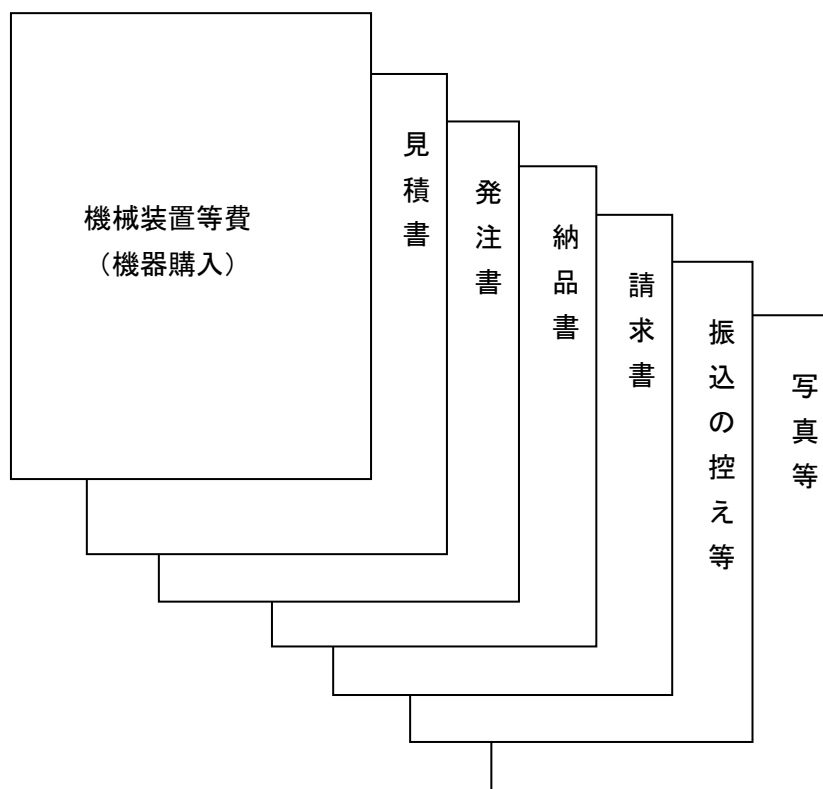 機械装置等費
（機器購入）
見積書
発注書
納品書
請求書
振込の控え等
写真等